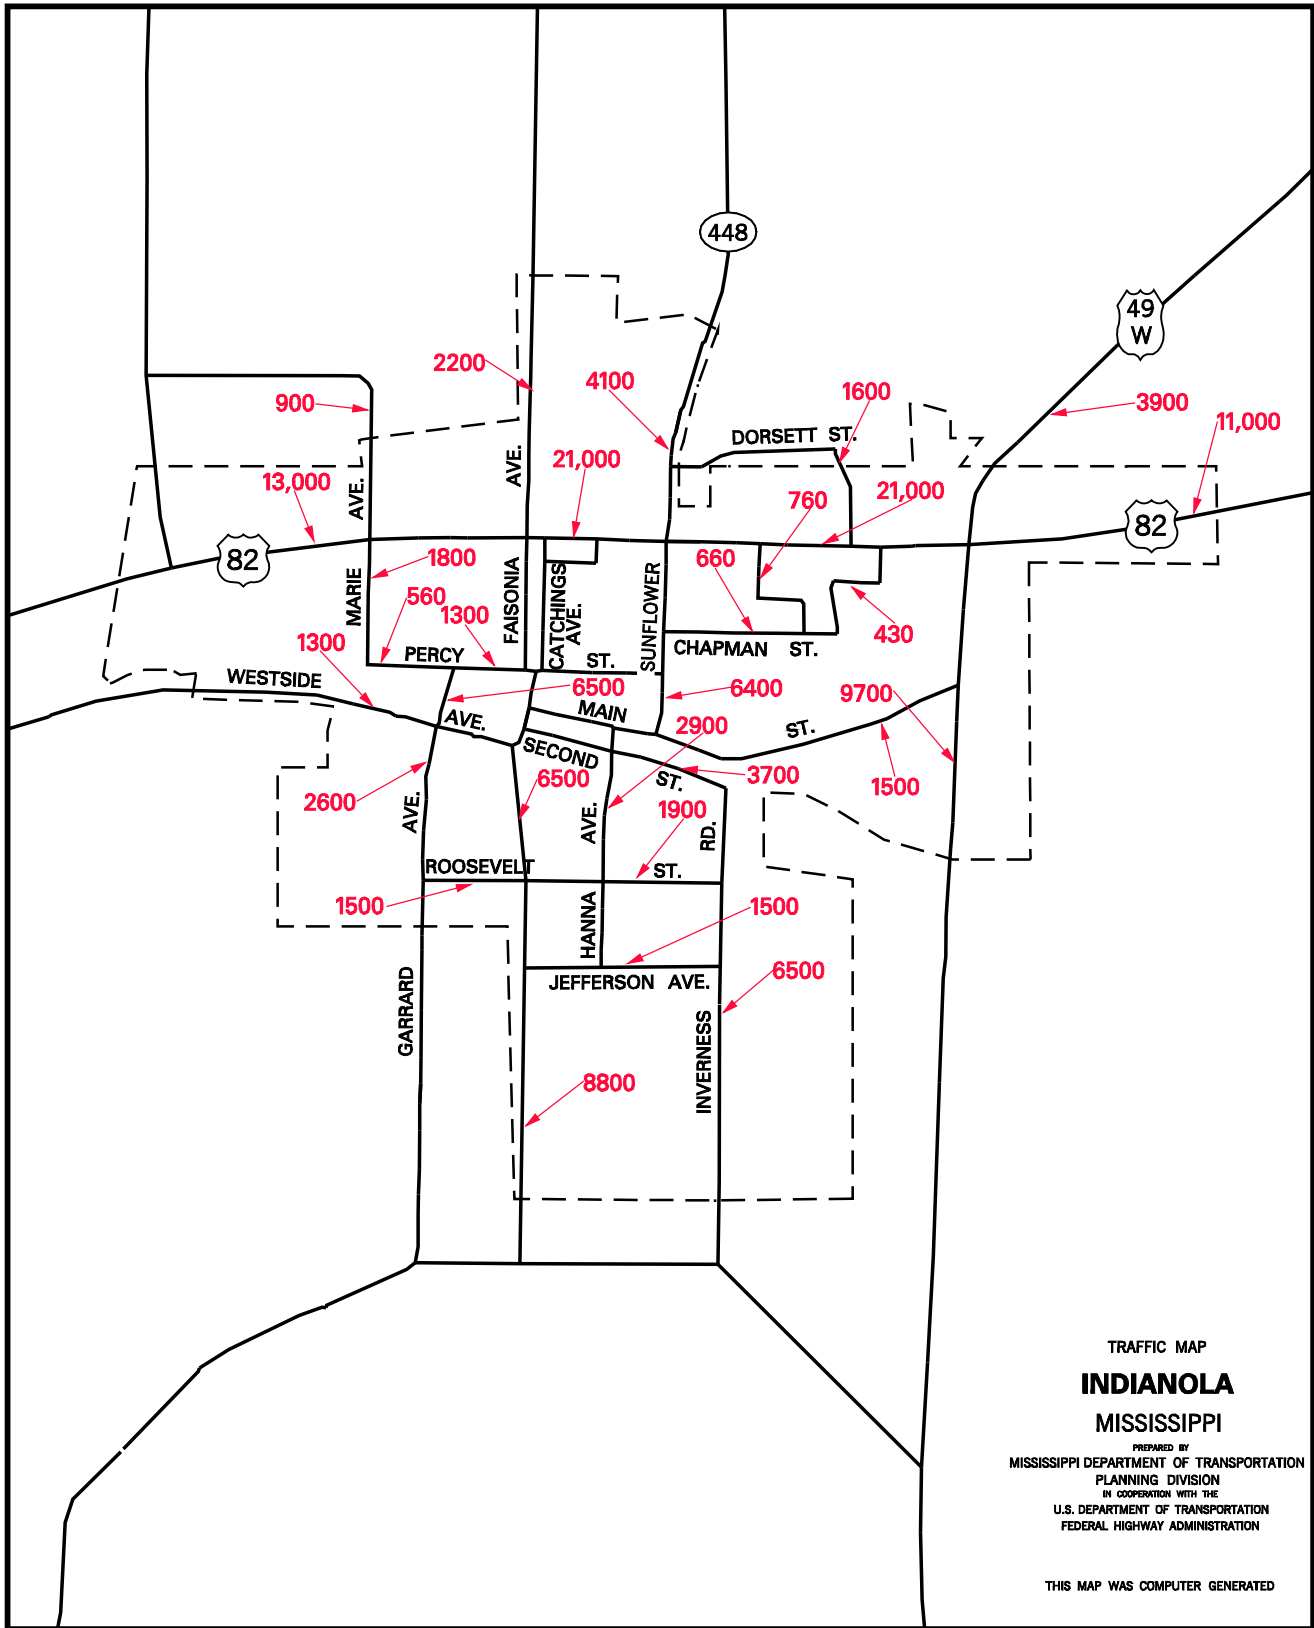 448
49
W
2200
4100
1600
3900
900
11,000
DORSETT ST.
AVE.
21,000
13,000
AVE.
760
21,000
82
82
1800
660
FAISONIA
CATCHINGS
AVE.
SUNFLOWER
MARIE
560
1300
430
1300
PERCY
ST.
CHAPMAN ST.
WESTSIDE
6500
6400
9700
AVE.
MAIN
2900
ST.
SECOND
ST.
3700
6500
1500
2600
AVE.
AVE.
1900
RD.
ROOSEVELT
ST.
1500
1500
HANNA
6500
JEFFERSON AVE.
GARRARD
INVERNESS
8800
TRAFFIC MAP
INDIANOLA
MISSISSIPPI
PREPARED BY
MISSISSIPPI DEPARTMENT OF TRANSPORTATION
PLANNING DIVISION
IN COOPERATION WITH THE
U.S. DEPARTMENT OF TRANSPORTATION
FEDERAL HIGHWAY ADMINISTRATION
THIS MAP WAS COMPUTER GENERATED